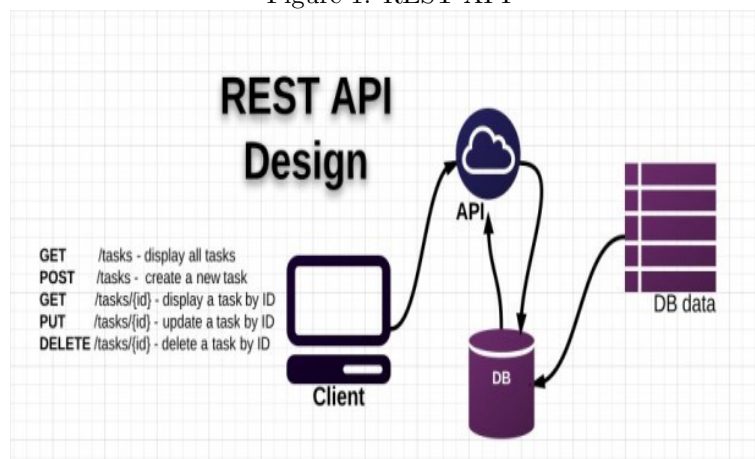 Figure 1: REST API
REST API
Design
API
GET /tasks - display all tasks
POST /tasks - create a new task
GET /tasks/{id} - display a task by ID
PUT /tasks/{id} - update a task by ID
DELETE /tasks/{id} - delete a task by ID
Client
DB
DB data